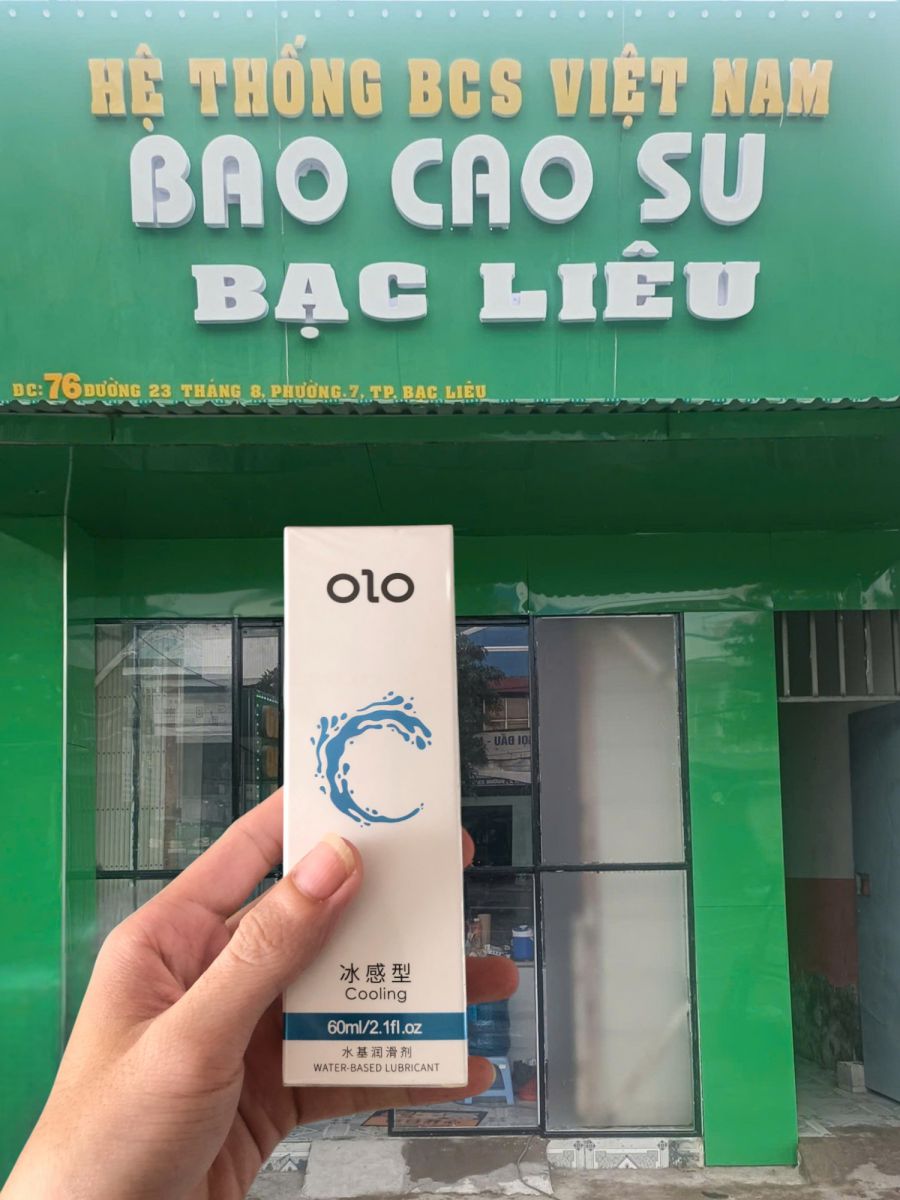 HỆ THỐNG BCS VIỆT NAM
BAO CAO SU
BẠC LIÊU
ĐC: 76 ĐƯỜNG 23 THÁNG 8, PHƯỜNG.7, TP. BẠC LIÊU
olo
冰感型
Cooling
60ml/2.1fl.oz
水基润滑剂
WATER-BASED LUBRICANT